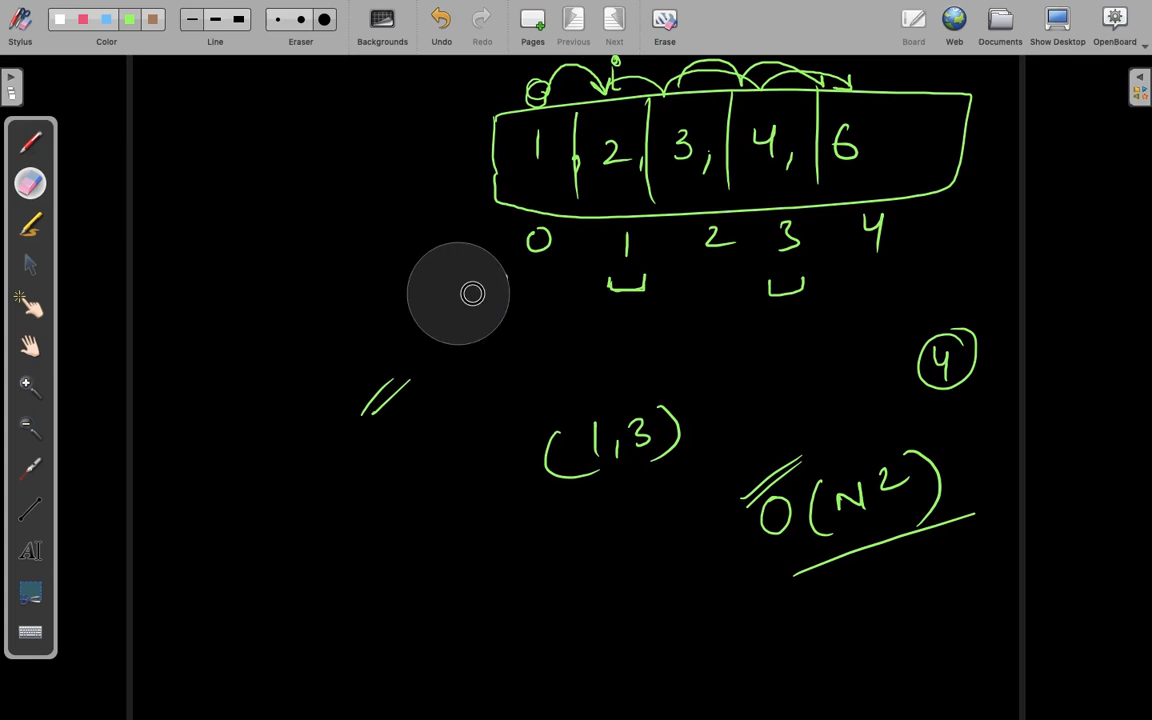 Stylus Color Line Eraser Backgrounds Undo Redo Pages Previous Next Erase Board Web Documents Show Desktop OpenBoard
1, 2, 3, 4, 6
0 1 2 3 4
4
(1,3)
O(N²)
AI